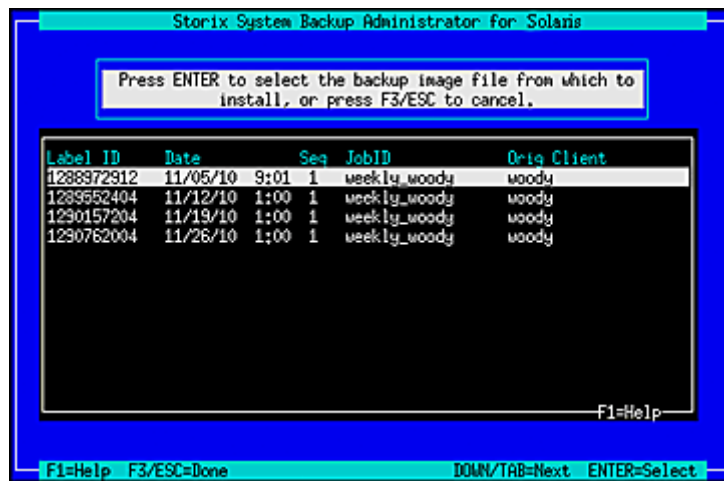 Storix System Backup Administrator for Solaris
Press ENTER to select the backup image file from which to
install, or press F3/ESC to cancel.
Label ID Date Seq JobID Orig Client
1288972912 11/05/10 9:01 1 weekly_woody woody
1289552404 11/12/10 1:00 1 weekly_woody woody
1290157204 11/19/10 1:00 1 weekly_woody woody
1290762004 11/26/10 1:00 1 weekly_woody woody
F1=Help
F1=Help F3/ESC=Done DOWN/TAB=Next ENTER=Select